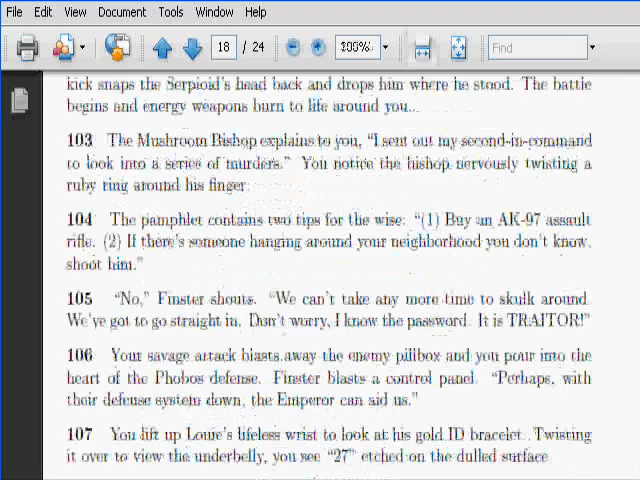 File Edit View Document Tools Window Help
18 / 24 100% Find
kick snaps the Serpioid's head back and drops him where he stood. The battle
begins and energy weapons burn to life around you...
103 The Mushroom Bishop explains to you, "I sent out my second-in-command
to look into a series of murders." You notice the bishop nervously twisting a
ruby ring around his finger.
104 The pamphlet contains two tips for the wise: "(1) Buy an AK-97 assault
rifle. (2) If there's someone hanging around your neighborhood you don't know,
shoot him."
105 "No," Finster shouts. "We can't take any more time to skulk around.
We've got to go straight in. Don't worry, I know the password. It is TRAITOR!"
106 Your savage attack blasts away the enemy pillbox and you pour into the
heart of the Phobos defense. Finster blasts a control panel. "Perhaps, with
their defense system down, the Emperor can aid us."
107 You lift up Louie's lifeless wrist to look at his gold ID bracelet. Twisting
it over to view the underbelly, you see "27" etched on the dulled surface